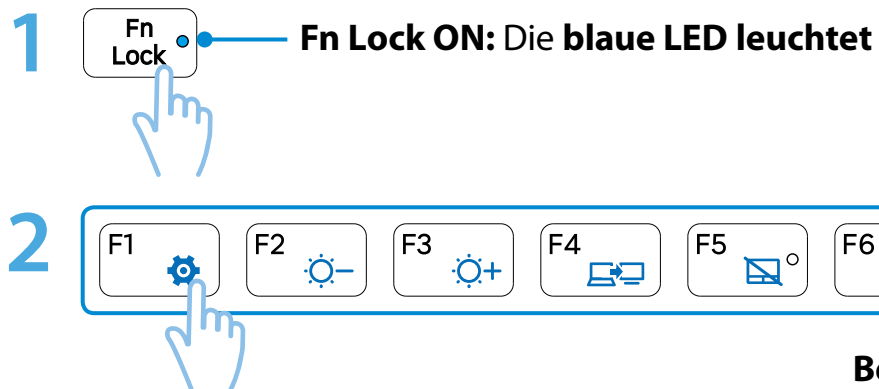 1
Fn
Lock
Fn Lock ON: Die blaue LED leuchtet
2
F1 F2 F3 F4 F5 F6